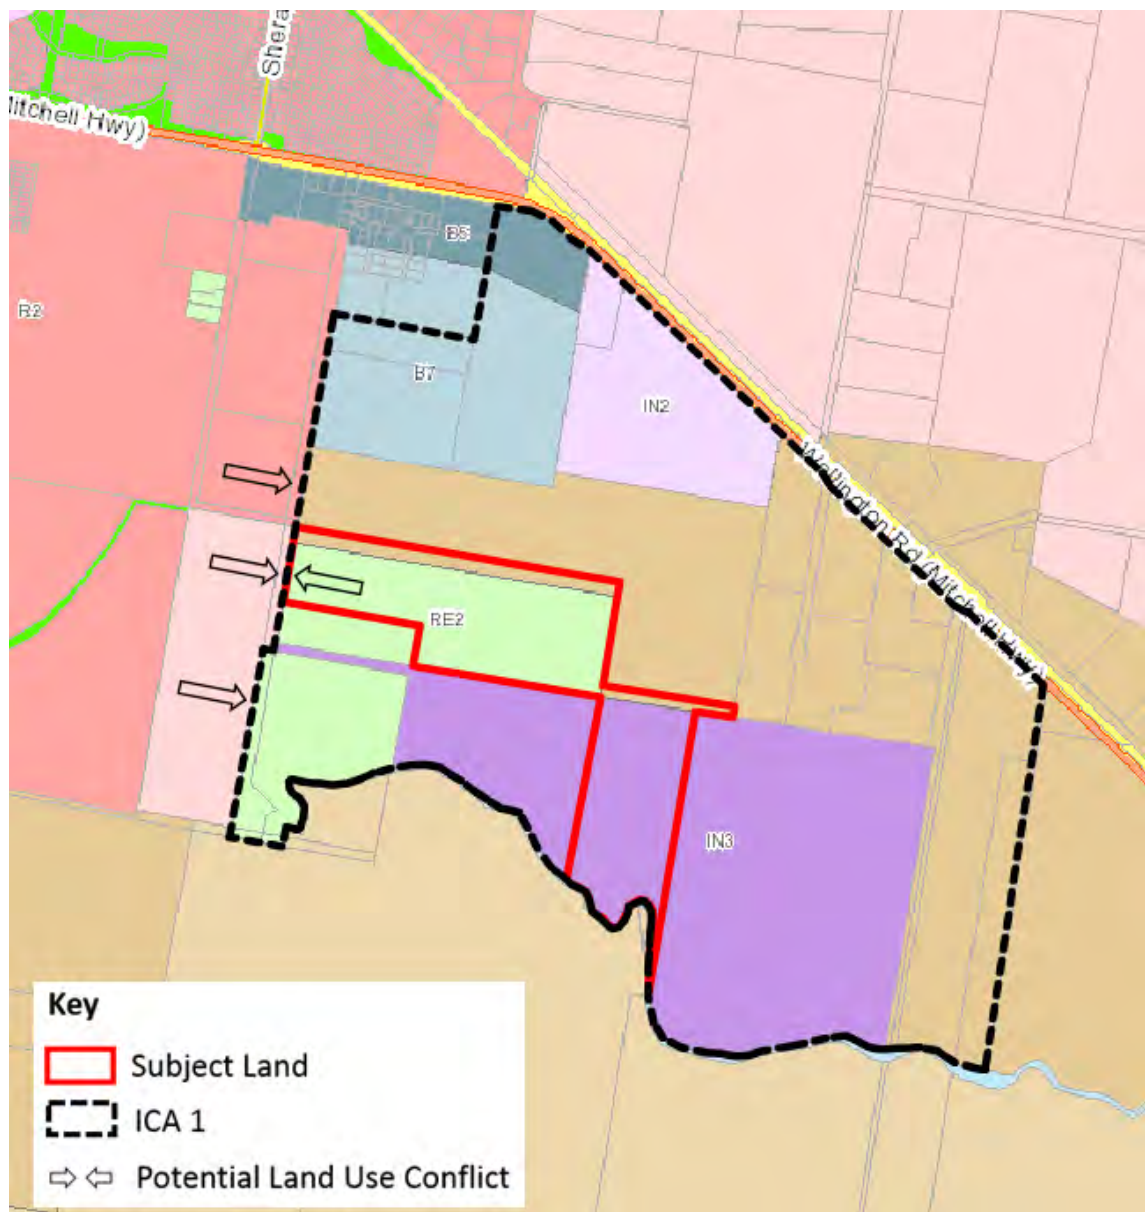 Shera
Mitchell Hwy)
B5
R2
B7
IN2
Wellington Rd (Mitchell Hwy)
RE2
IN3
Key
Subject Land
ICA 1
Potential Land Use Conflict